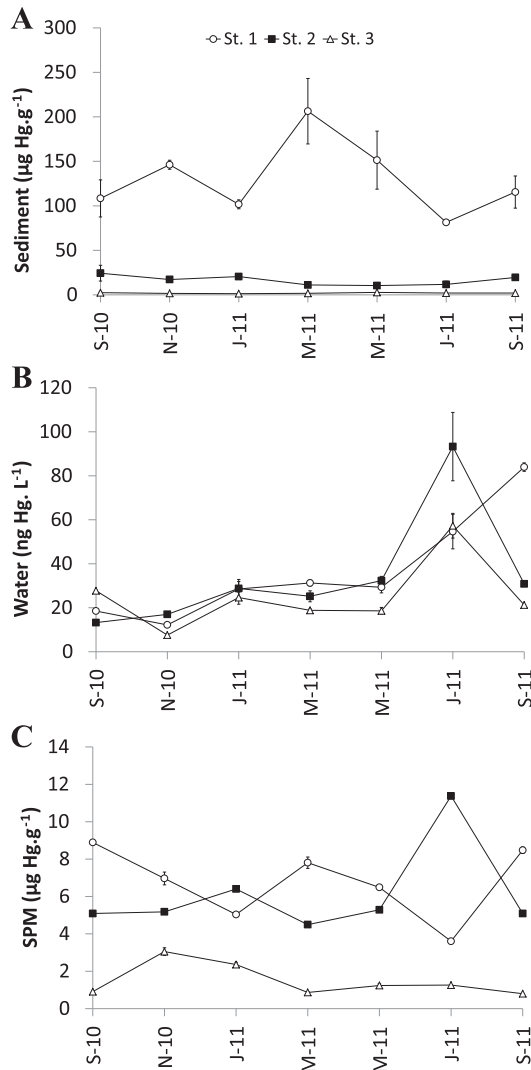 A
St. 1 St. 2 St. 3
Sediment (µg Hg.g-1)
300
250
200
150
100
50
0
S-10 N-10 J-11 M-11 M-11 J-11 S-11
B
Water (ng Hg. L-1)
120
100
80
60
40
20
0
S-10 N-10 J-11 M-11 M-11 J-11 S-11
C
SPM (µg Hg.g-1)
14
12
10
8
6
4
2
0
S-10 N-10 J-11 M-11 M-11 J-11 S-11